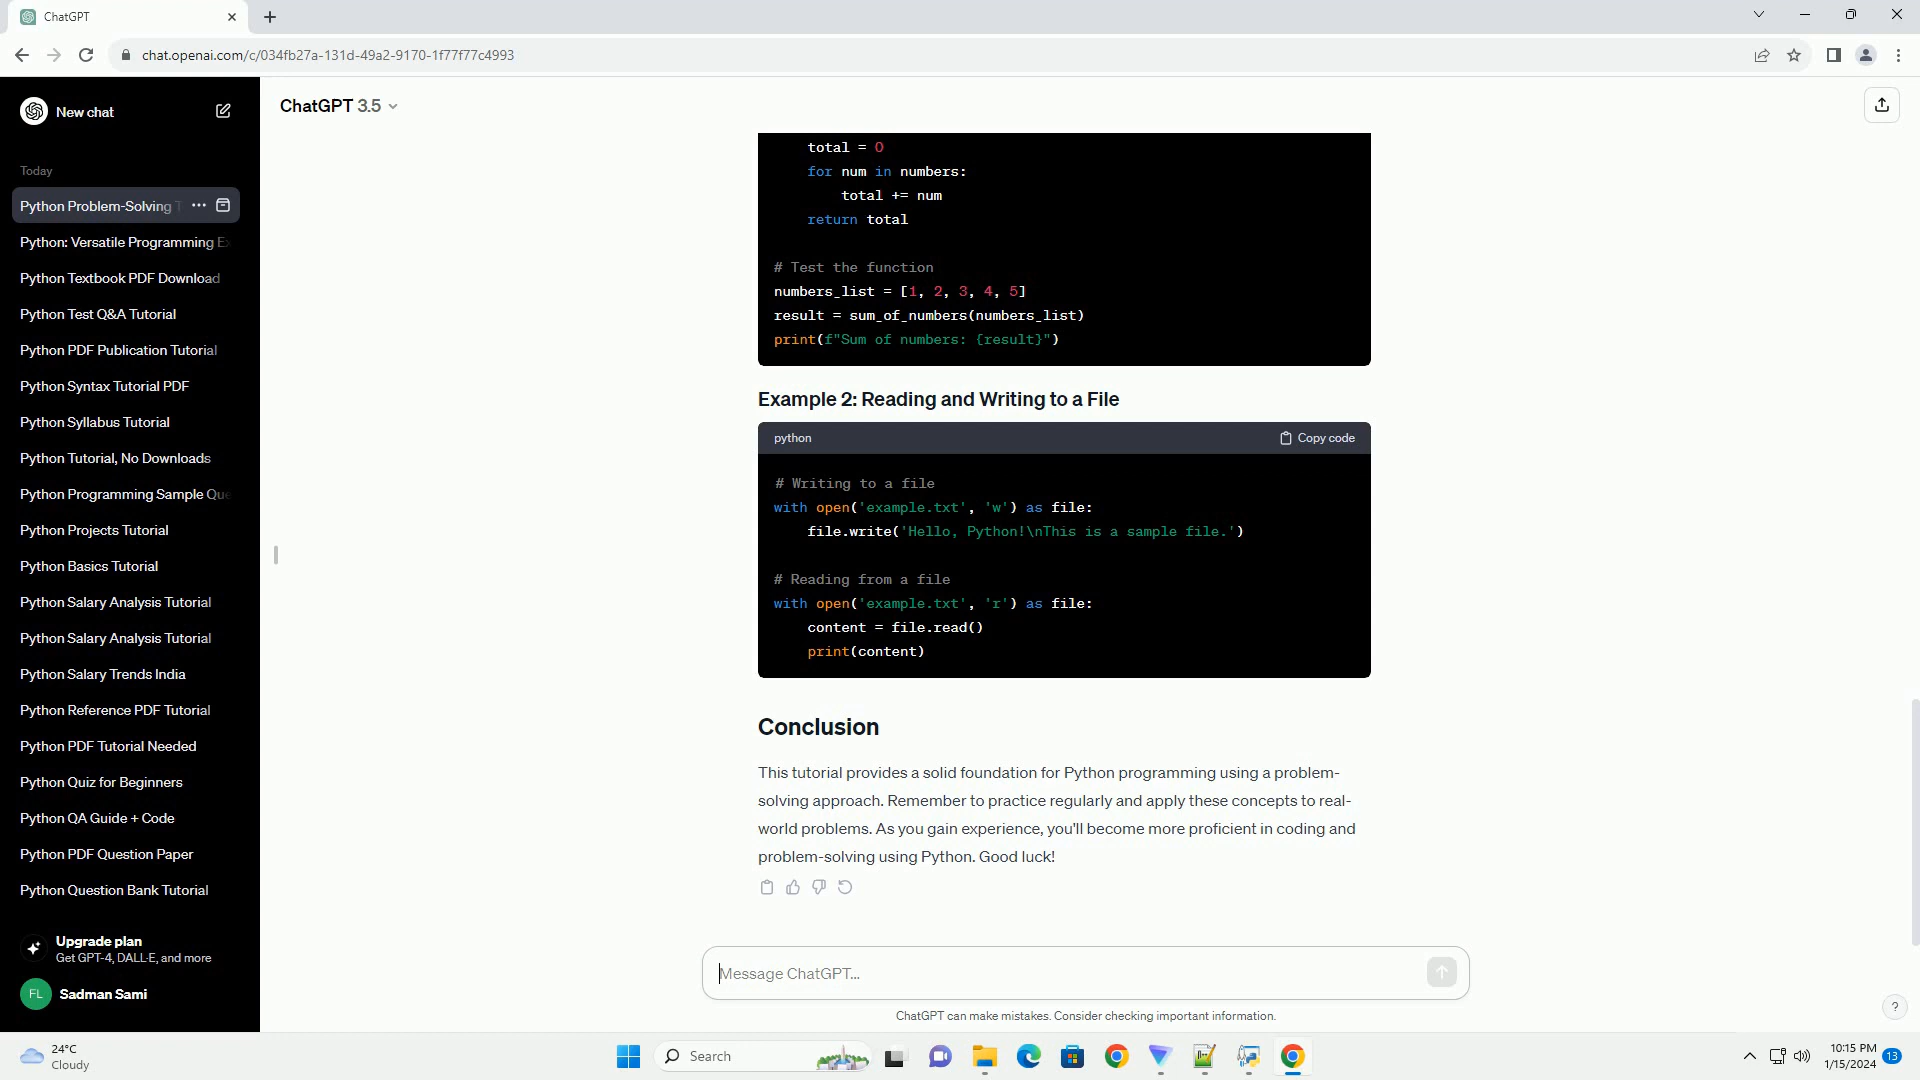 ChatGPT
chat.openai.com/c/034fb27a-131d-49a2-9170-1f77f77c4993
New chat
Today
Python Problem-Solving T
Python: Versatile Programming Ex
Python Textbook PDF Download
Python Test Q&A Tutorial
Python PDF Publication Tutorial
Python Syntax Tutorial PDF
Python Syllabus Tutorial
Python Tutorial, No Downloads
Python Programming Sample Que
Python Projects Tutorial
Python Basics Tutorial
Python Salary Analysis Tutorial
Python Salary Analysis Tutorial
Python Salary Trends India
Python Reference PDF Tutorial
Python PDF Tutorial Needed
Python Quiz for Beginners
Python QA Guide + Code
Python PDF Question Paper
Python Question Bank Tutorial
Upgrade plan
Get GPT-4, DALL·E, and more
FL
Sadman Sami
ChatGPT 3.5
total = 0
for num in numbers:
total += num
return total
# Test the function
numbers_list = [1, 2, 3, 4, 5]
result = sum_of_numbers(numbers_list)
print(f"Sum of numbers: {result}")
Example 2: Reading and Writing to a File
python
Copy code
# Writing to a file
with open('example.txt', 'w') as file:
file.write('Hello, Python!\nThis is a sample file.')
# Reading from a file
with open('example.txt', 'r') as file:
content = file.read()
print(content)
Conclusion
This tutorial provides a solid foundation for Python programming using a problem-
solving approach. Remember to practice regularly and apply these concepts to real-
world problems. As you gain experience, you'll become more proficient in coding and
problem-solving using Python. Good luck!
Message ChatGPT...
ChatGPT can make mistakes. Consider checking important information.
?
24°C
Cloudy
Search
10:15 PM
1/15/2024
13